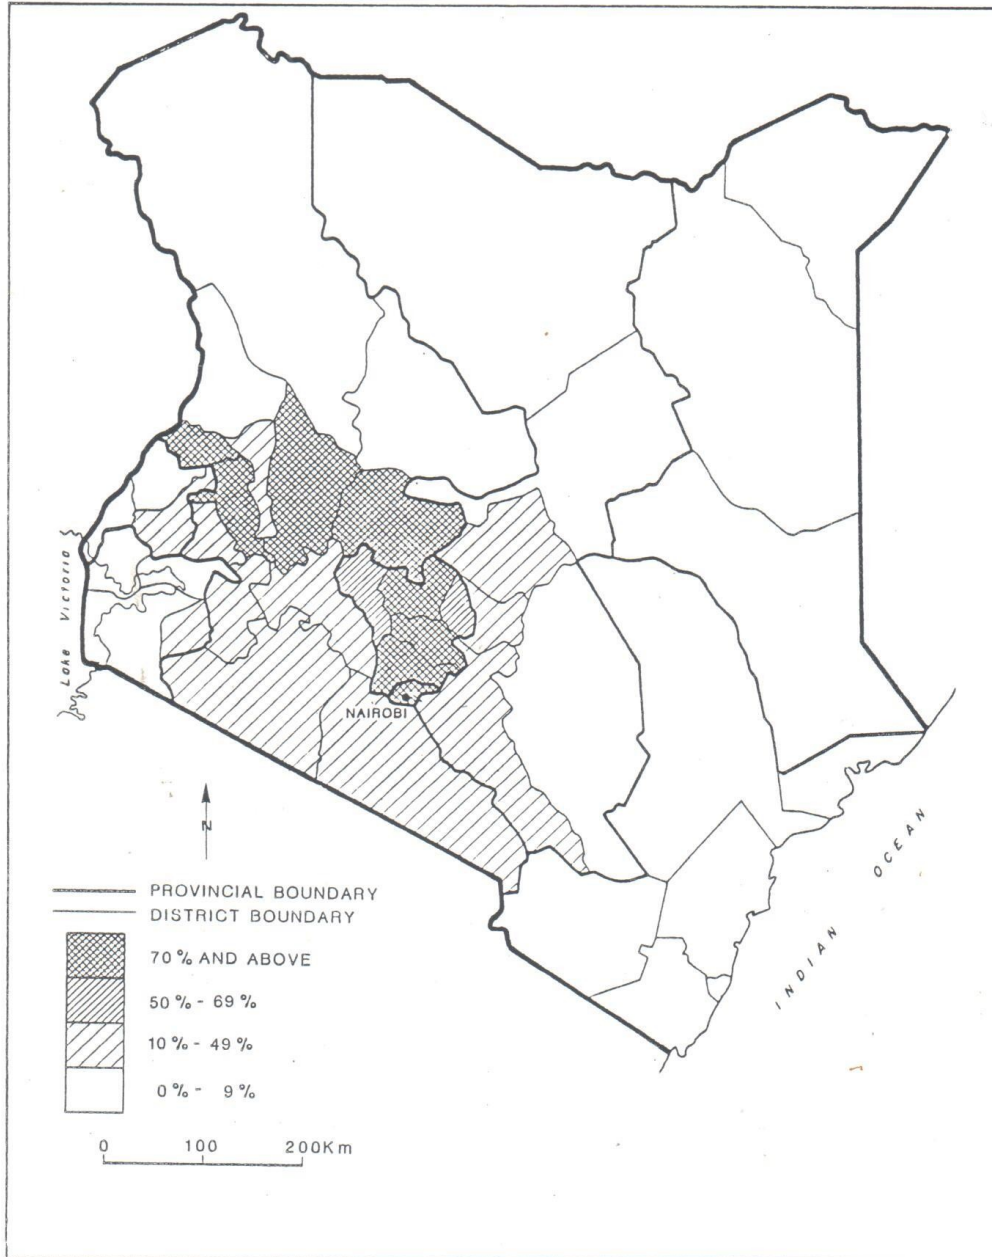 Lake Victoria
NAIROBI
N
INDIAN OCEAN
PROVINCIAL BOUNDARY
DISTRICT BOUNDARY
70% AND ABOVE
50% - 69%
10% - 49%
0% - 9%
0 100 200Km